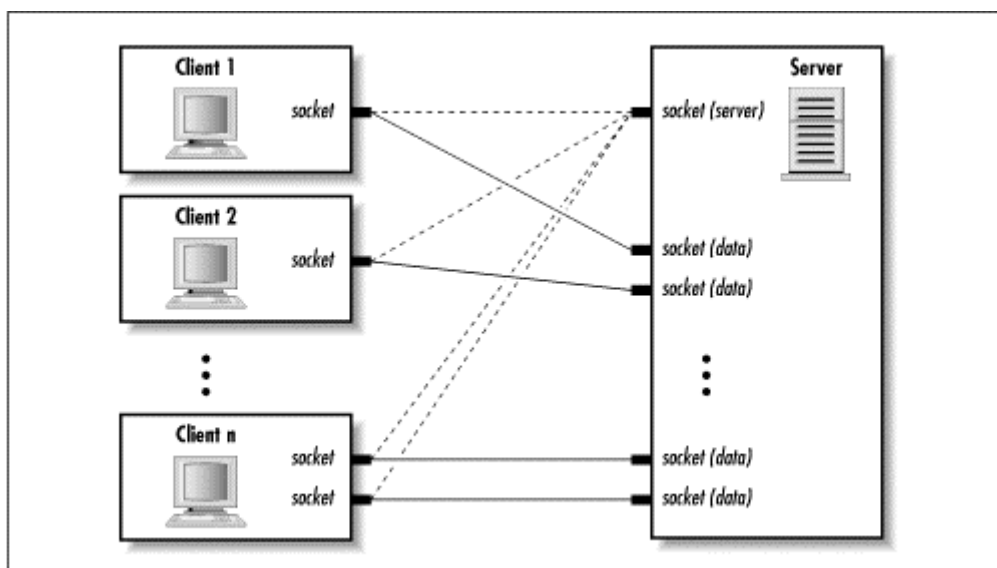 Client 1
socket
Client 2
socket
Client n
socket
socket
Server
socket (server)
socket (data)
socket (data)
socket (data)
socket (data)